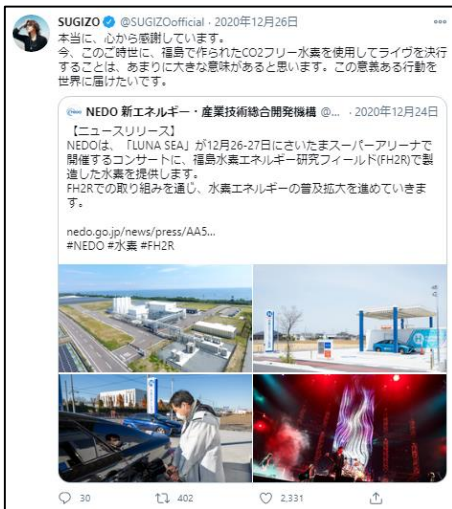 SUGIZO @SUGIZOofficial · 2020年12月26日
本当に、心から感謝しています。
今、このご時世に、福島で作られたCO2フリー水素を使用してライヴを決行
することは、あまりに大きな意味があると思います。この意義ある行動を
世界に届けたいです。
NEDO 新エネルギー・産業技術総合開発機構 @... · 2020年12月24日
【ニュースリリース】
NEDOは、「LUNA SEA」が12月26-27日にさいたまスーパーアリーナで
開催するコンサートに、福島水素エネルギー研究フィールド(FH2R)で製
造した水素を提供します。
FH2Rでの取り組みを通じ、水素エネルギーの普及拡大を進めていきま
す。
nedo.go.jp/news/press/AA5...
#NEDO #水素 #FH2R
30 402 2,331